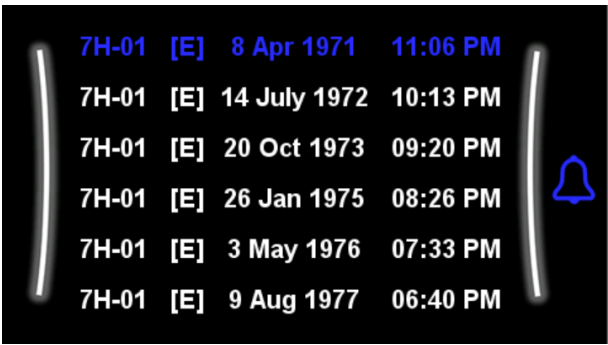 7H-01 [E] 8 Apr 1971 11:06 PM
7H-01 [E] 14 July 1972 10:13 PM
7H-01 [E] 20 Oct 1973 09:20 PM
7H-01 [E] 26 Jan 1975 08:26 PM
7H-01 [E] 3 May 1976 07:33 PM
7H-01 [E] 9 Aug 1977 06:40 PM